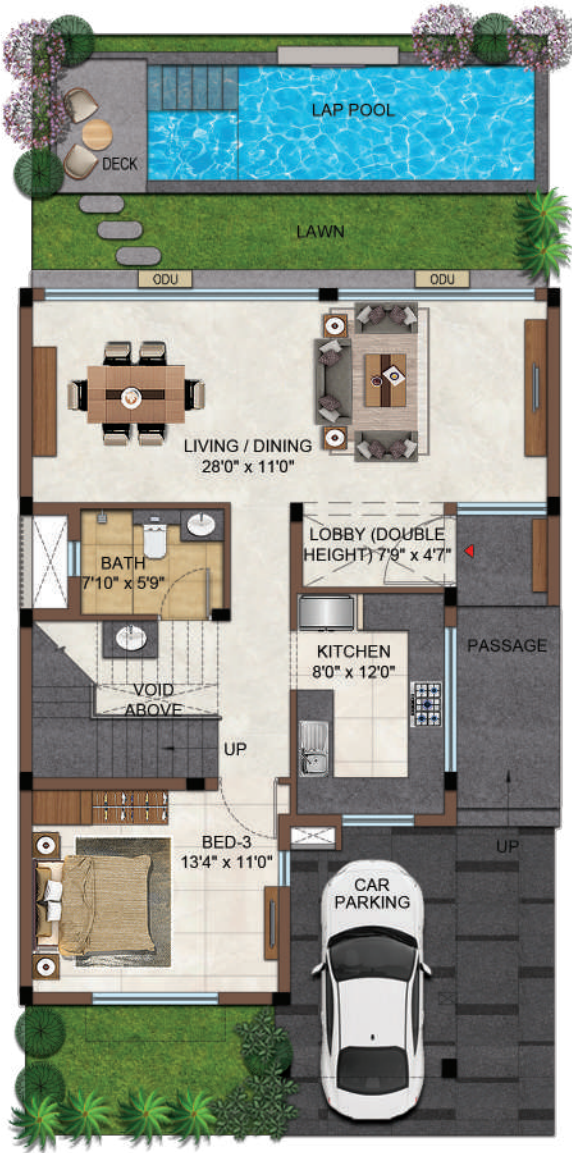 LAP POOL
DECK
LAWN
ODU
ODU
LIVING / DINING
28'0" x 11'0"
LOBBY (DOUBLE
HEIGHT) 7'9" x 4'7"
BATH
7'10" x 5'9"
KITCHEN
8'0" x 12'0"
PASSAGE
VOID
ABOVE
UP
BED-3
13'4" x 11'0"
UP
CAR
PARKING